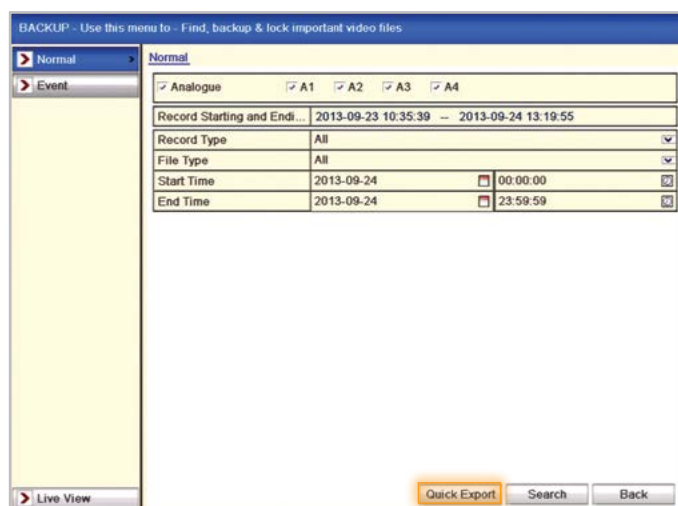 BACKUP - Use this menu to - Find, backup & lock important video files
Normal
Event
Live View
Normal
Analogue A1 A2 A3 A4
Record Starting and Endi... 2013-09-23 10:35:39 -- 2013-09-24 13:19:55
Record Type All
File Type All
Start Time 2013-09-24 00:00:00
End Time 2013-09-24 23:59:59
Quick Export Search Back